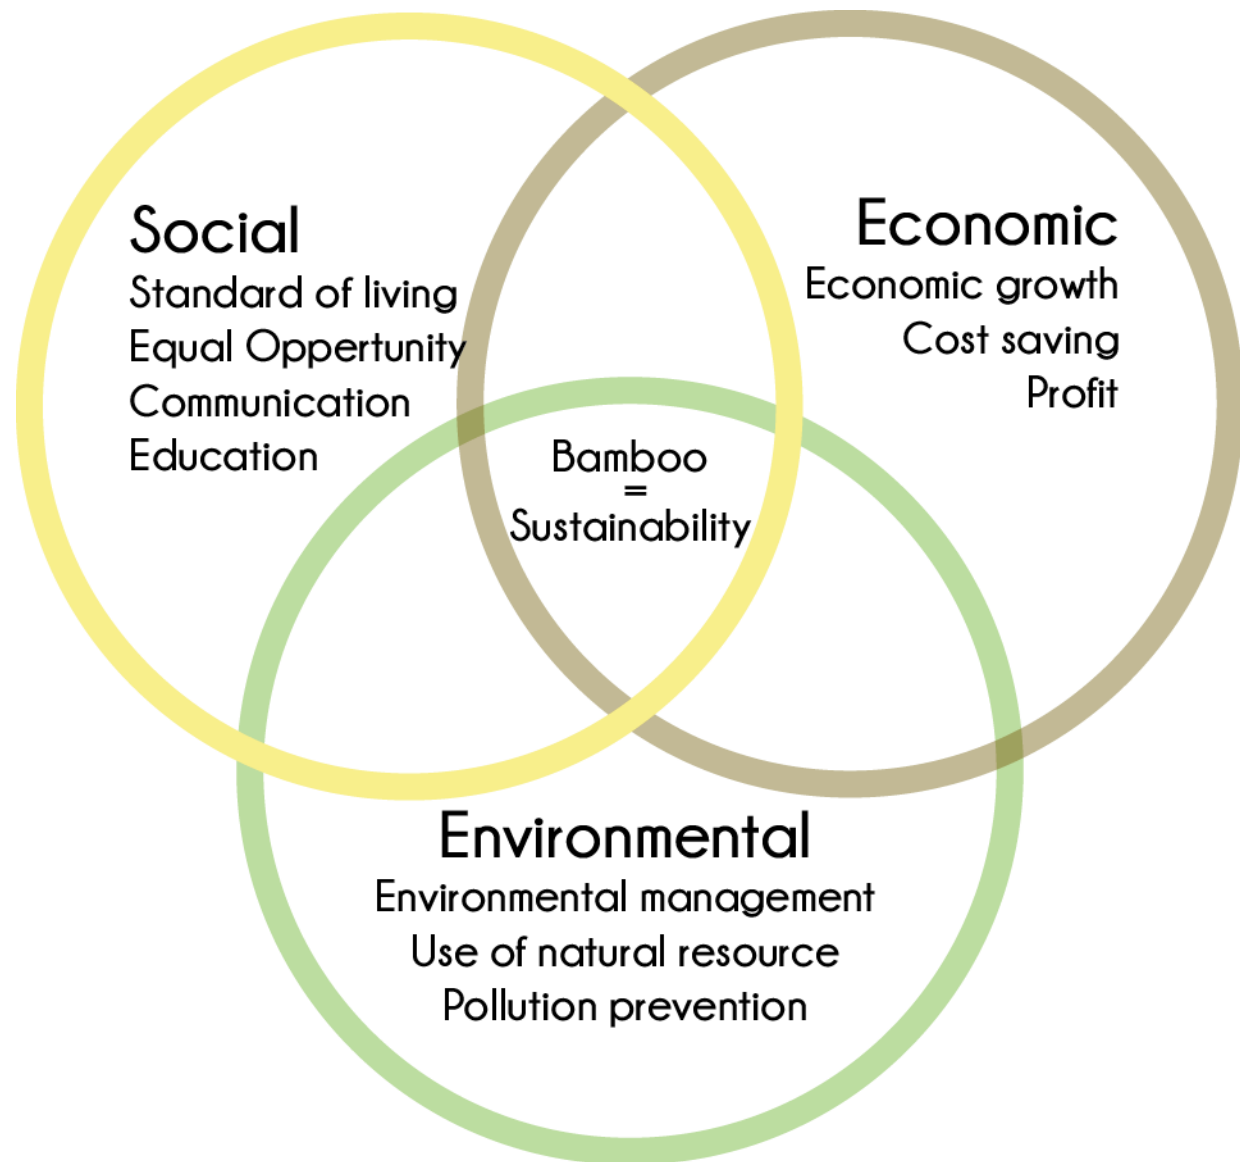 Social
Standard of living
Equal Oppertunity
Communication
Education
Economic
Economic growth
Cost saving
Profit
Bamboo
=
Sustainability
Environmental
Environmental management
Use of natural resource
Pollution prevention